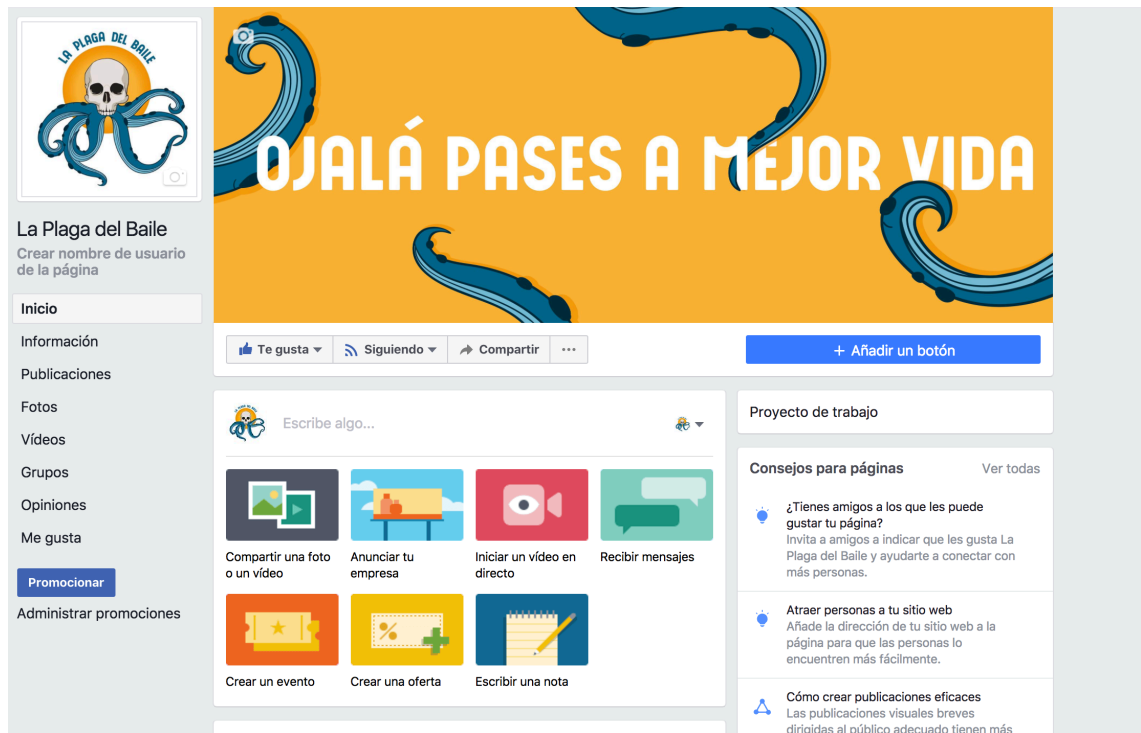 LA PLAGA DEL BAILE
OJALÁ PASES A MEJOR VIDA
La Plaga del Baile
Crear nombre de usuario
de la página
Inicio
Información
Publicaciones
Fotos
Vídeos
Grupos
Opiniones
Me gusta
Promocionar
Administrar promociones
Te gusta
Siguiendo
Compartir
+ Añadir un botón
Escribe algo...
Compartir una foto
o un vídeo
Anunciar tu
empresa
Iniciar un vídeo en
directo
Recibir mensajes
Crear un evento
%
Crear una oferta
Escribir una nota
Proyecto de trabajo
Consejos para páginas
Ver todas
¿Tienes amigos a los que les puede
gustar tu página?
Invita a amigos a indicar que les gusta La
Plaga del Baile y ayudarte a conectar con
más personas.
Atraer personas a tu sitio web
Añade la dirección de tu sitio web a la
página para que las personas lo
encuentren más fácilmente.
Cómo crear publicaciones eficaces
Las publicaciones visuales breves
dirigidas al público adecuado tienen más